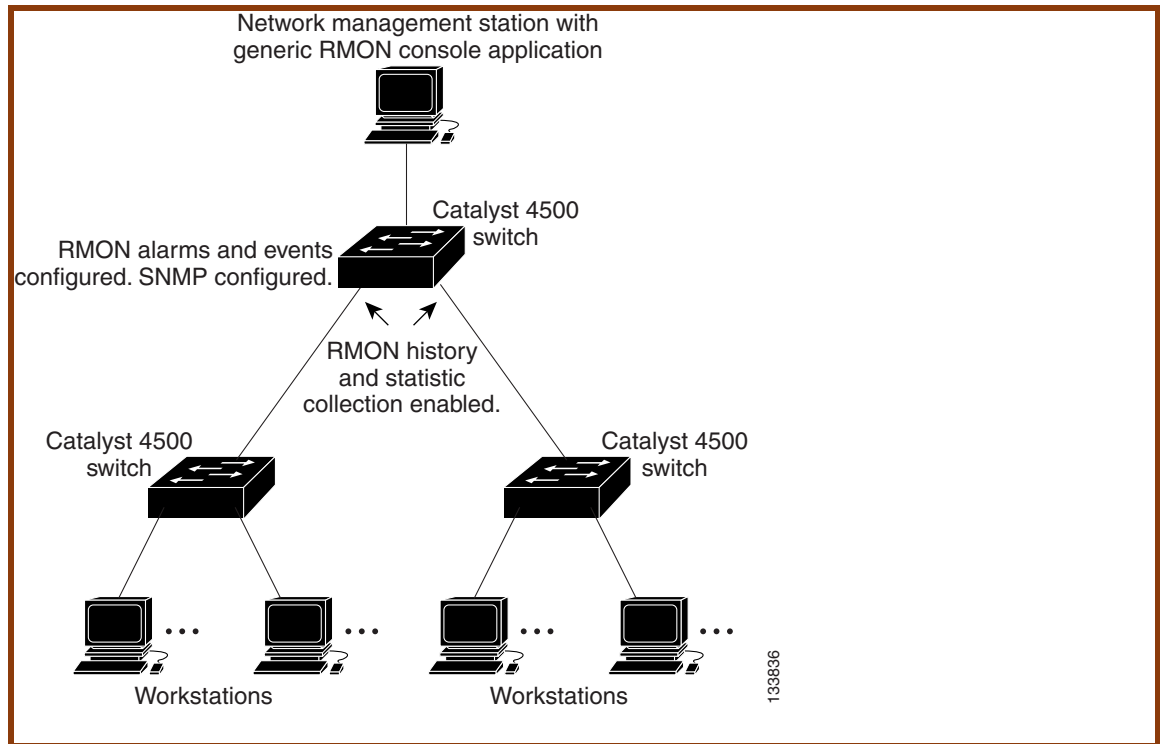 Network management station with
generic RMON console application
Catalyst 4500
switch
RMON alarms and events
configured. SNMP configured.
RMON history
and statistic
collection enabled.
Catalyst 4500
switch
Catalyst 4500
switch
Workstations
Workstations
133836